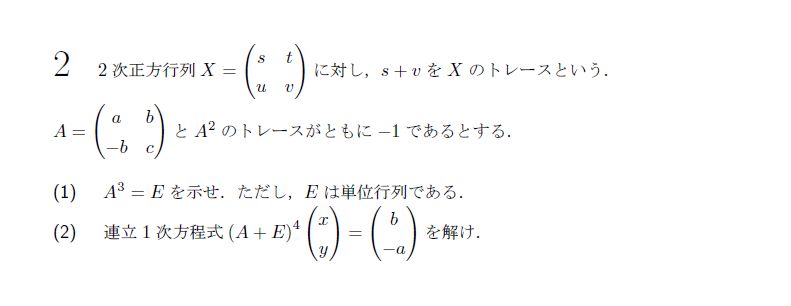 2 2次正方行列 X = \begin{pmatrix} s & t \\ u & v \end{pmatrix} に対し，s + v を X のトレースという．
A = \begin{pmatrix} a & b \\ -b & c \end{pmatrix} と A^2 のトレースがともに −1 であるとする．
(1) A^3 = E を示せ．ただし，E は単位行列である．
(2) 連立1次方程式 (A + E)^4 \begin{pmatrix} x \\ y \end{pmatrix} = \begin{pmatrix} b \\ -a \end{pmatrix} を解け．